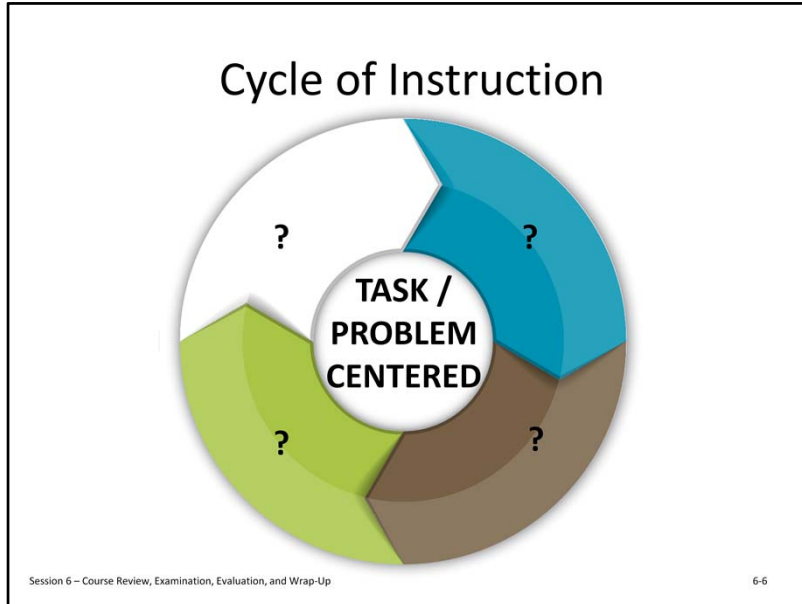 Cycle of Instruction
?
?
TASK /
PROBLEM
CENTERED
?
?
Session 6 – Course Review, Examination, Evaluation, and Wrap-Up
6-6